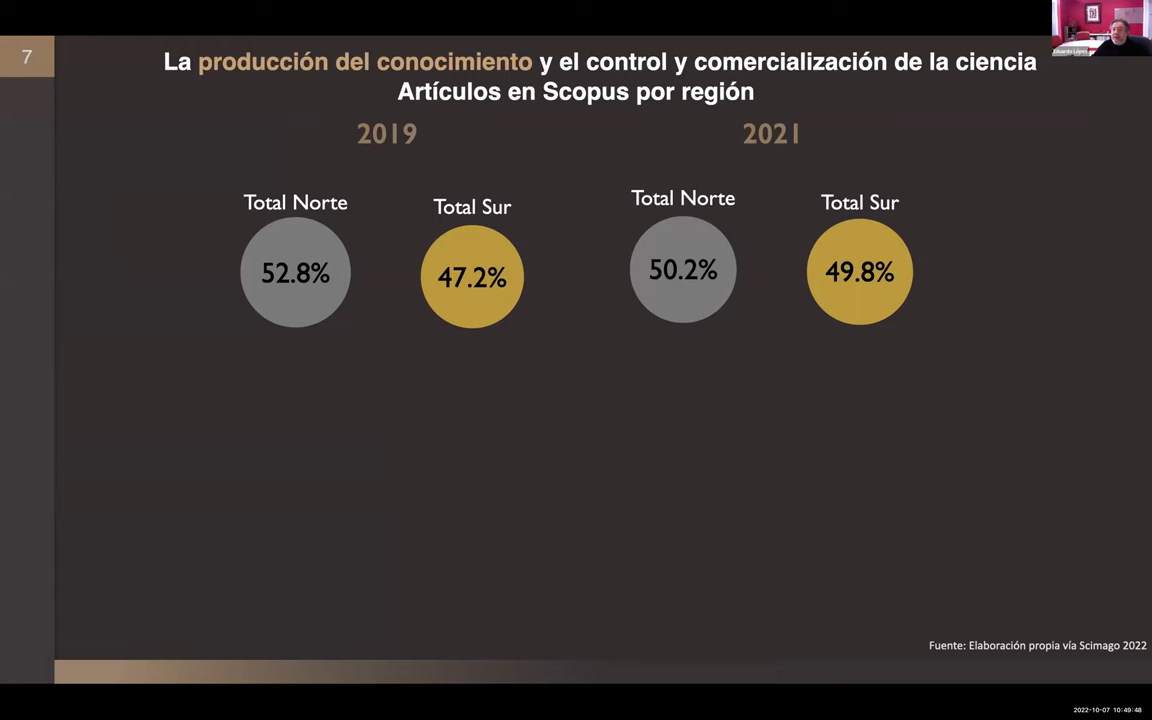 7
La producción del conocimiento y el control y comercialización de la ciencia
Artículos en Scopus por región
2019
2021
Total Norte
Total Sur
Total Norte
Total Sur
52.8%
47.2%
50.2%
49.8%
Fuente: Elaboración propia vía Scimago 2022
Eduardo López
2022-10-07 10:49:48